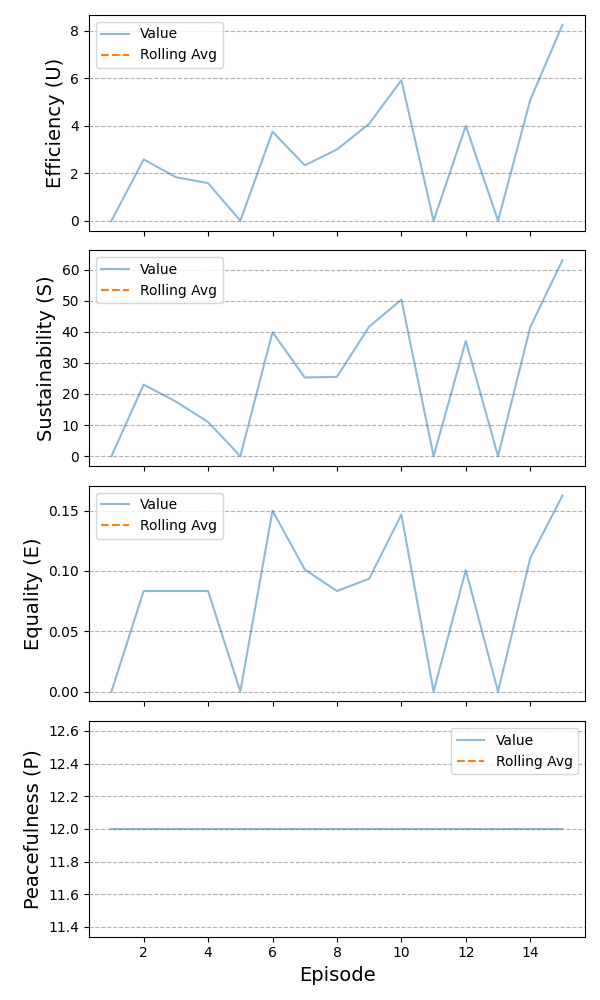 Efficiency (U)
8
6
4
2
0
Value
Rolling Avg
Sustainability (S)
60
50
40
30
20
10
0
Value
Rolling Avg
Equality (E)
0.15
0.10
0.05
0.00
Value
Rolling Avg
Peacefulness (P)
12.6
12.4
12.2
12.0
11.8
11.6
11.4
Value
Rolling Avg
2 4 6 8 10 12 14
Episode